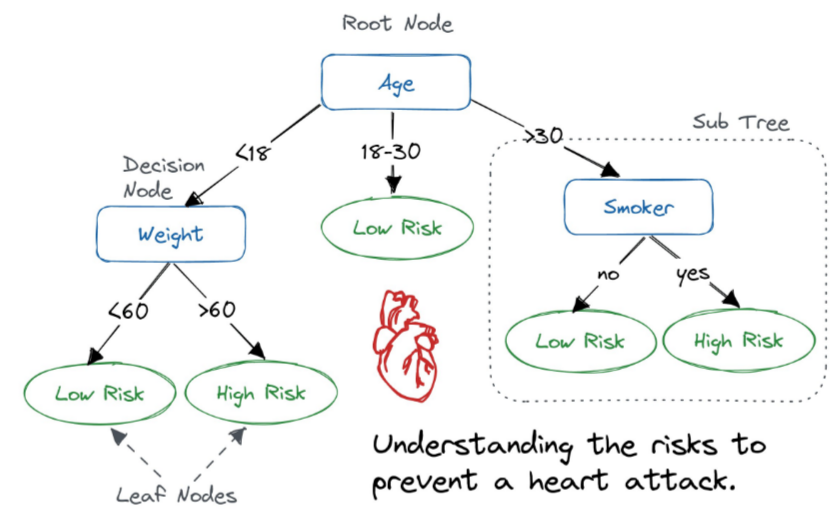 Root Node
Age
Sub Tree
<18
18-30
>30
Decision
Node
Weight
Low Risk
Smoker
<60
>60
no
yes
Low Risk
High Risk
Low Risk
High Risk
Leaf Nodes
Understanding the risks to
prevent a heart attack.